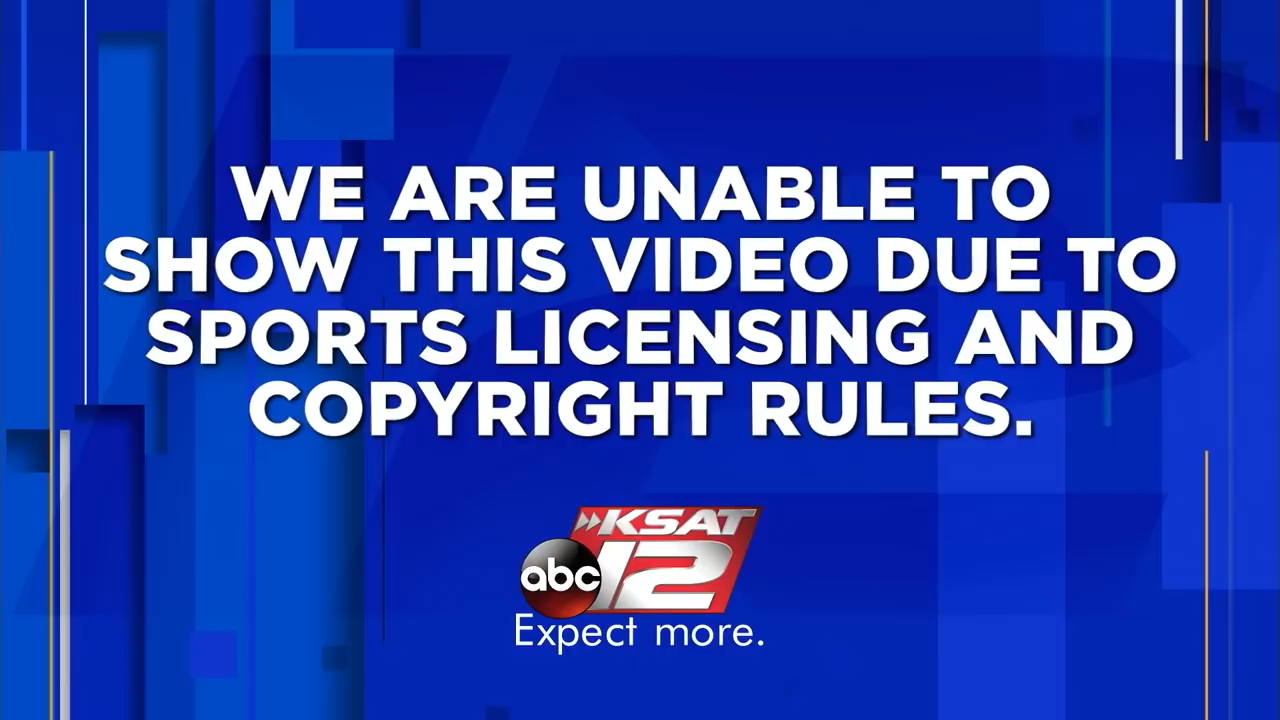 WE ARE UNABLE TO
SHOW THIS VIDEO DUE TO
SPORTS LICENSING AND
COPYRIGHT RULES.
KSAT
abc 12
Expect more.